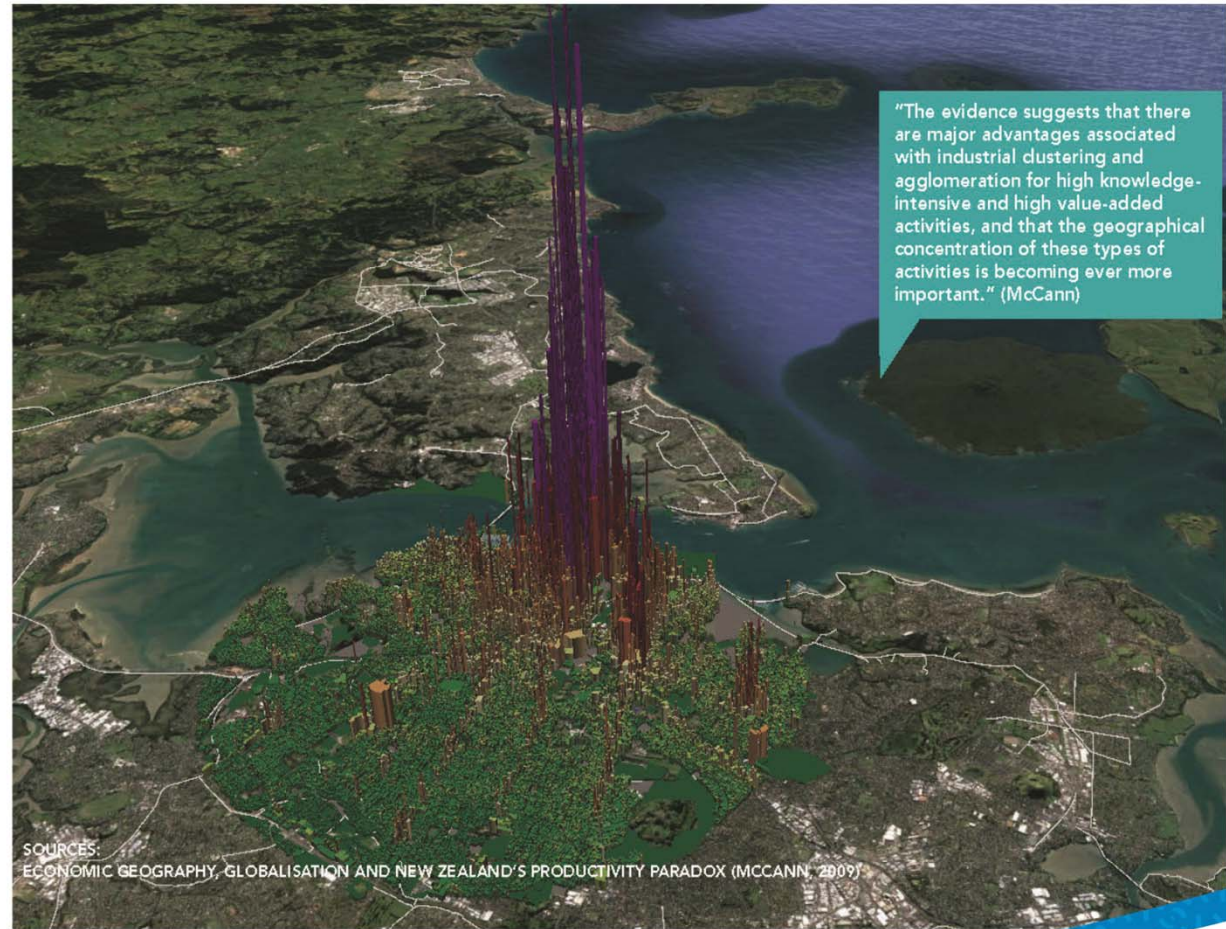 "The evidence suggests that there
are major advantages associated
with industrial clustering and
agglomeration for high knowledge-
intensive and high value-added
activities, and that the geographical
concentration of these types of
activities is becoming ever more
important." (McCann)
SOURCES:
ECONOMIC GEOGRAPHY, GLOBALISATION AND NEW ZEALAND'S PRODUCTIVITY PARADOX (MCCANN, 2009)